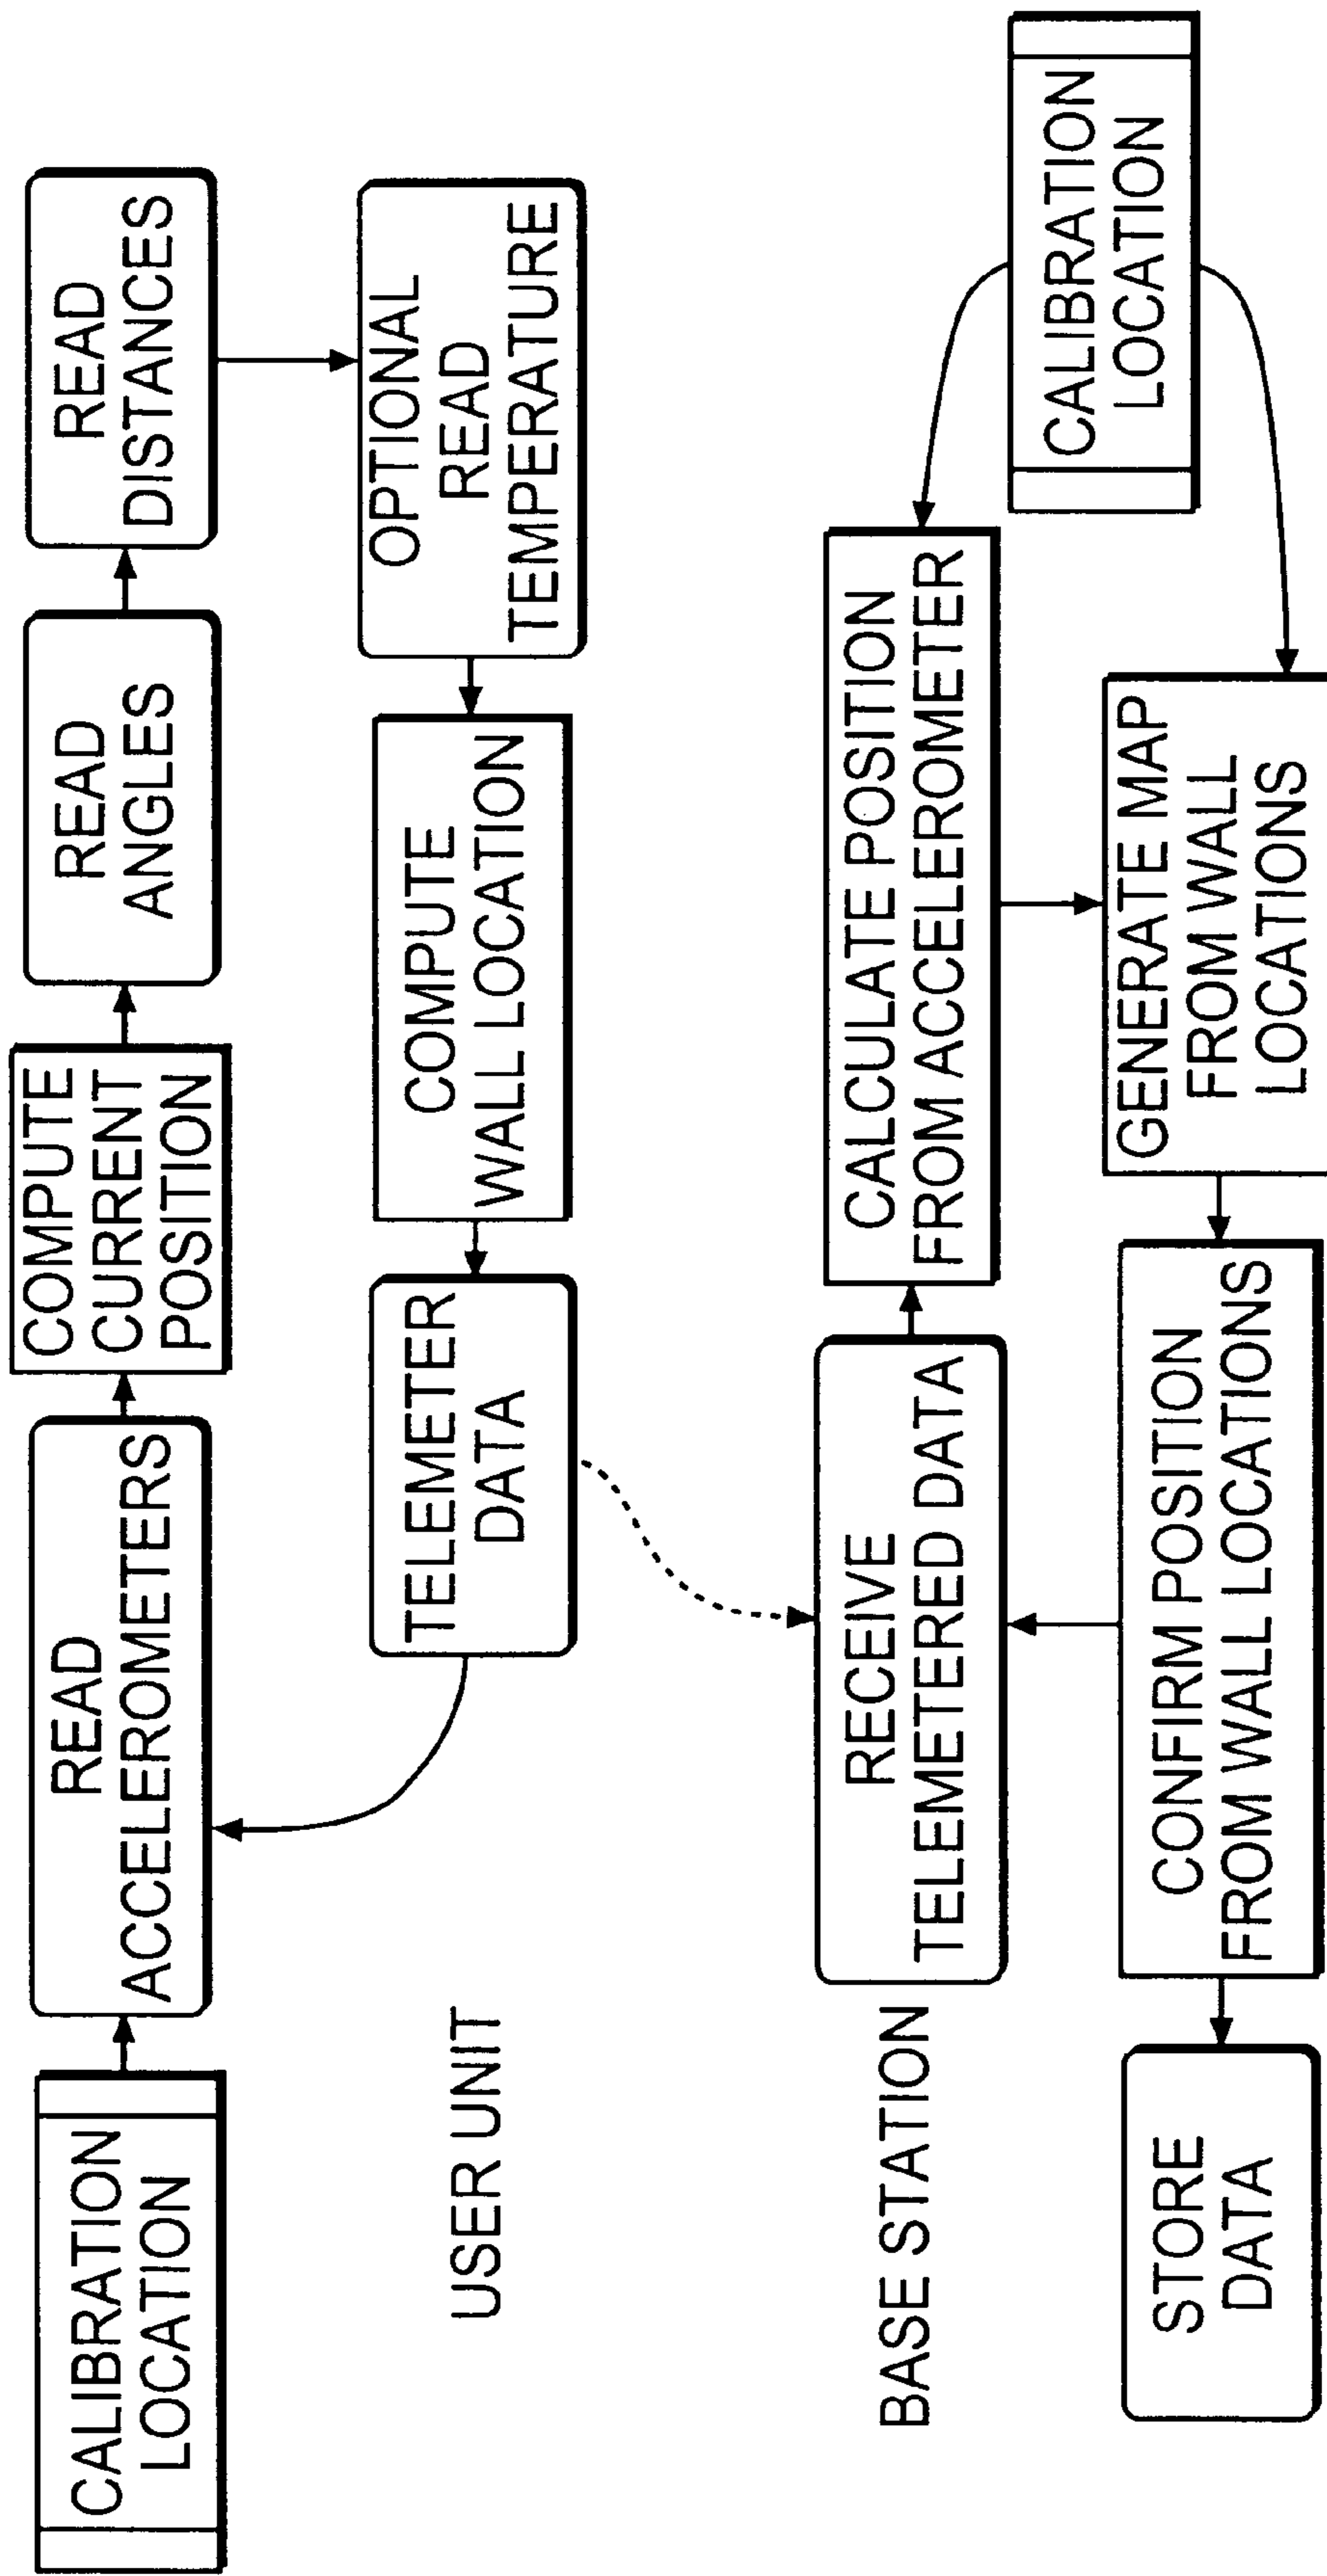 CALIBRATION
LOCATION
READ
ACCELEROMETERS
COMPUTE
CURRENT
POSITION
READ
ANGLES
READ
DISTANCES
OPTIONAL
READ
TEMPERATURE
COMPUTE
WALL LOCATION
TELEMETER
DATA
USER UNIT
BASE STATION
RECEIVE
TELEMETERED DATA
CALCULATE POSITION
FROM ACCELEROMETER
CALIBRATION
LOCATION
GENERATE MAP
FROM WALL
LOCATIONS
CONFIRM POSITION
FROM WALL LOCATIONS
STORE
DATA